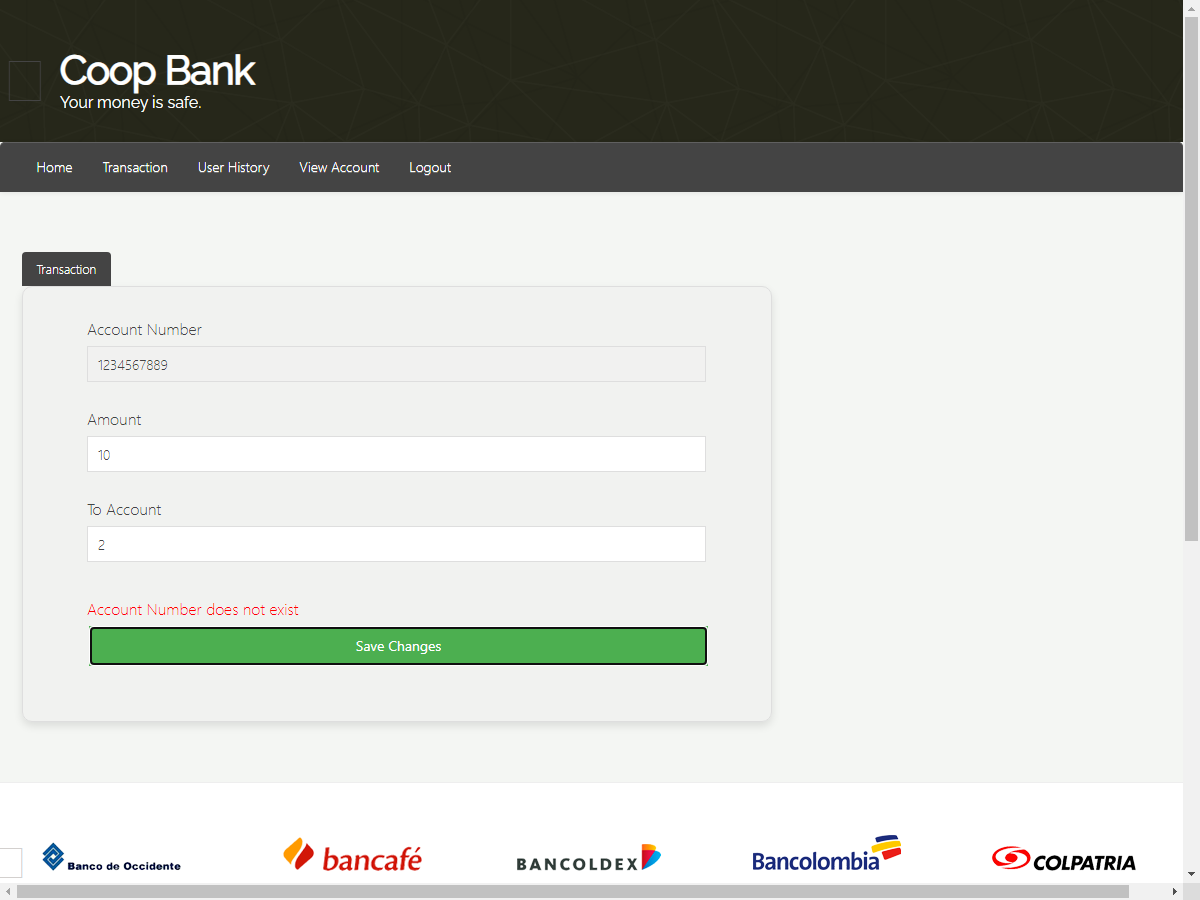 Coop Bank
Your money is safe.
Home Transaction User History View Account Logout
Transaction
Account Number
1234567889
Amount
10
To Account
2
Account Number does not exist
Save Changes
Banco de Occidente bancafé BANCOLDEX Bancolombia COLPATRIA